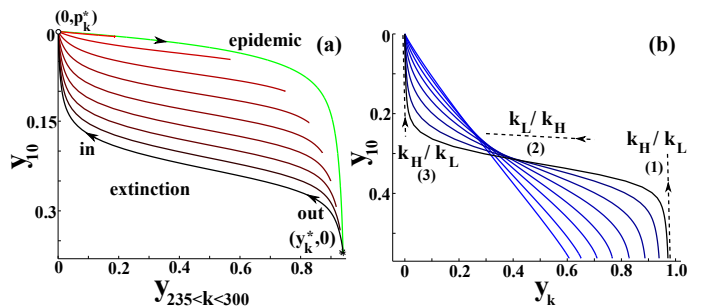 (0,p*k)
epidemic
(a)
0
0.15
0.3
y10
in
extinction
out
(y*k,0)
0
0.2
0.4
0.6
0.8
y235<k<300
(b)
0
0.2
0.4
y10
kL/kH
(2)
kH/kL
(1)
kH/kL
(3)
0
0.2
0.4
0.6
0.8
1.0
yk